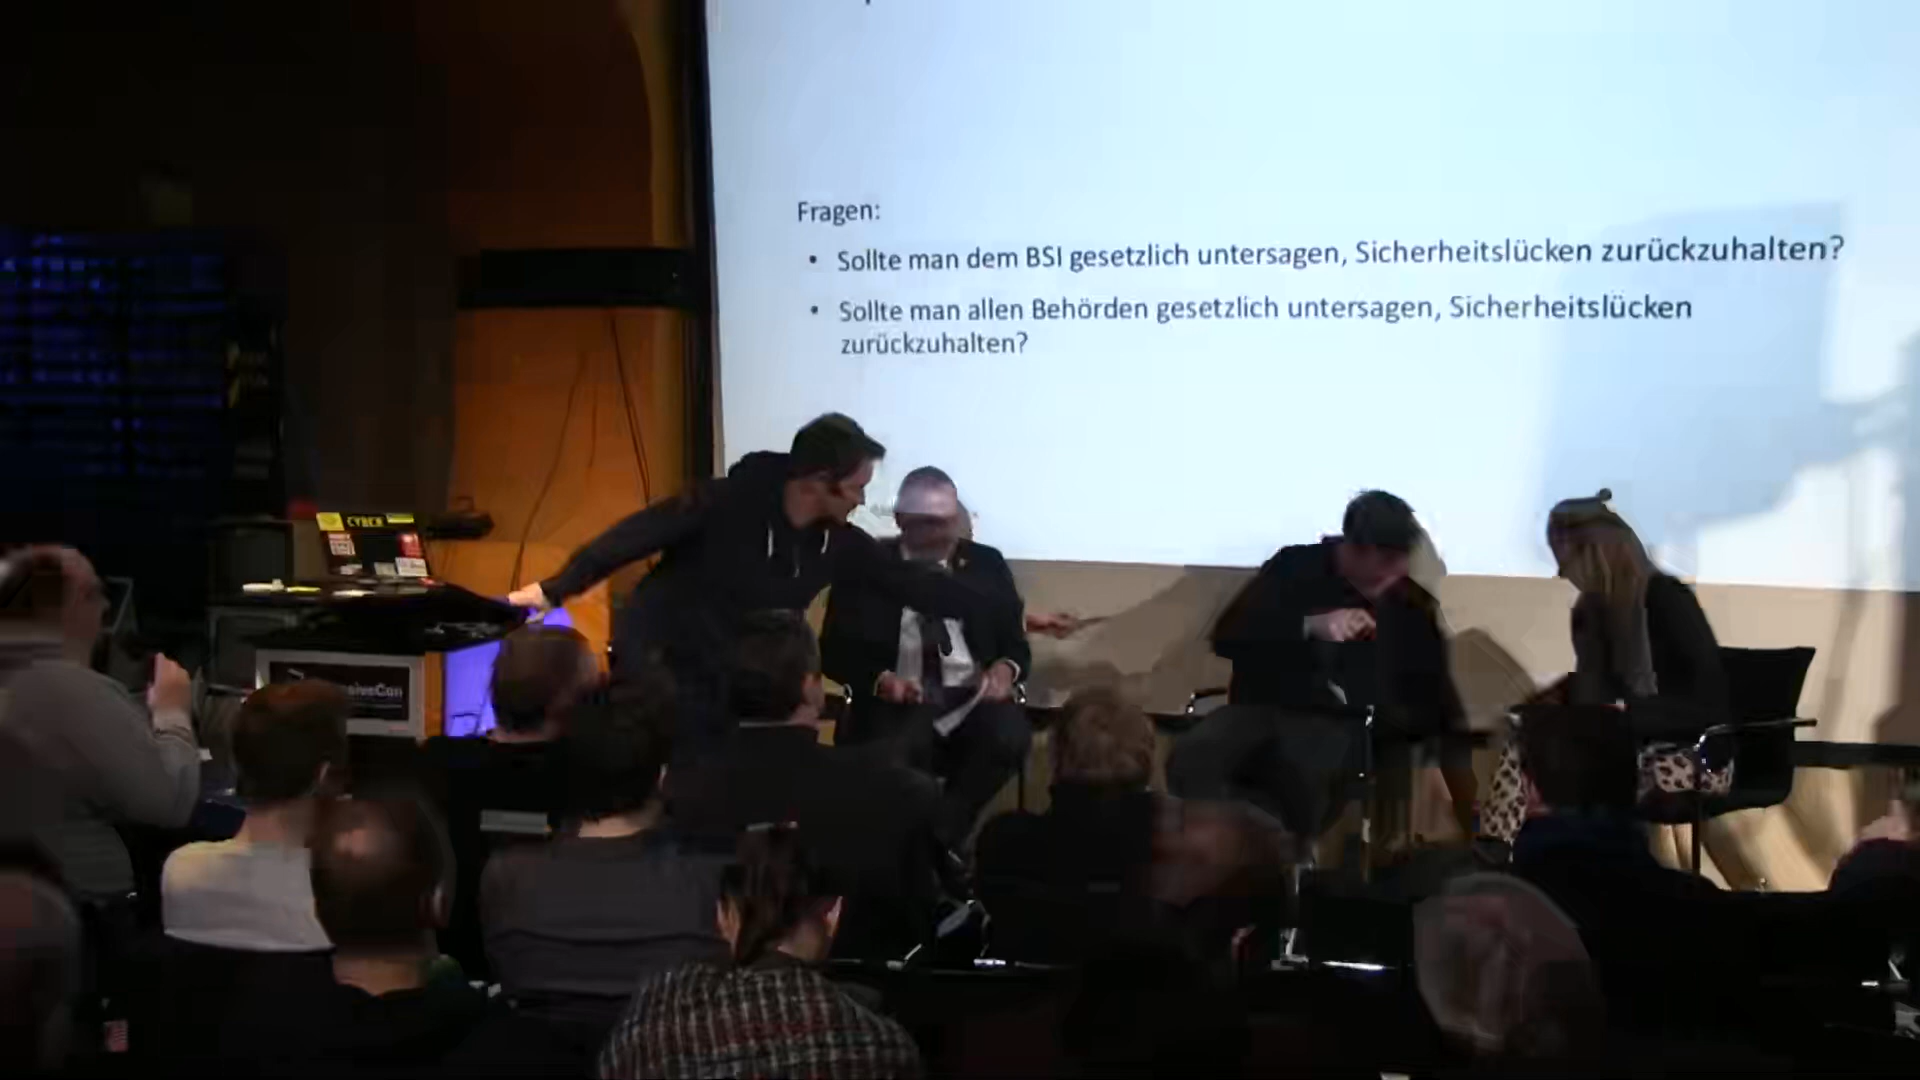 Fragen:
• Sollte man dem BSI gesetzlich untersagen, Sicherheitslücken zurückzuhalten?
• Sollte man allen Behörden gesetzlich untersagen, Sicherheitslücken
zurückzuhalten?
CYBER